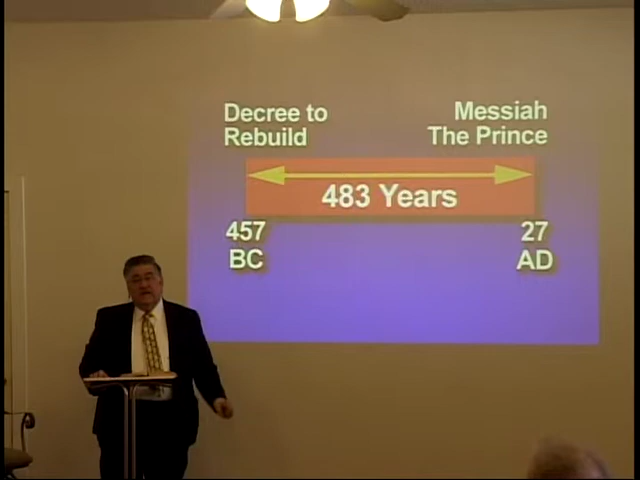 Decree to
Rebuild
Messiah
The Prince
483 Years
457
BC
27
AD